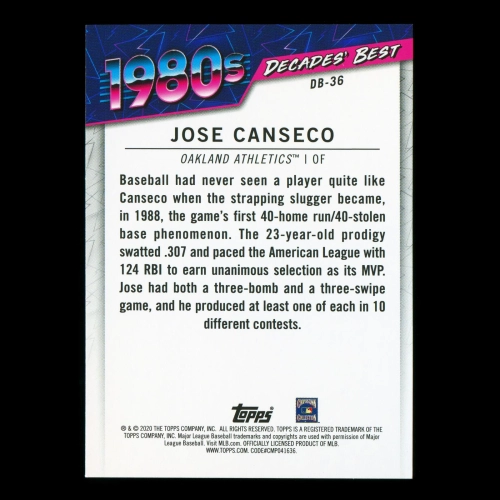 1980s
DECADES' BEST
DB-36
JOSE CANSECO
OAKLAND ATHLETICS™ | OF
Baseball had never seen a player quite like
Canseco when the strapping slugger became,
in 1988, the game's first 40-home run/40-stolen
base phenomenon. The 23-year-old prodigy
swatted .307 and paced the American League with
124 RBI to earn unanimous selection as its MVP.
Jose had both a three-bomb and a three-swipe
game, and he produced at least one of each in 10
different contests.
Topps
® & © 2020 THE TOPPS COMPANY, INC. ALL RIGHTS RESERVED. TOPPS IS A REGISTERED TRADEMARK OF THE
TOPPS COMPANY, INC. Major League Baseball trademarks and copyrights are used with permission of Major
League Baseball. Visit MLB.com. OFFICIALLY LICENSED PRODUCT OF MLB.
WWW.TOPPS.COM. CODE#CMP041636.